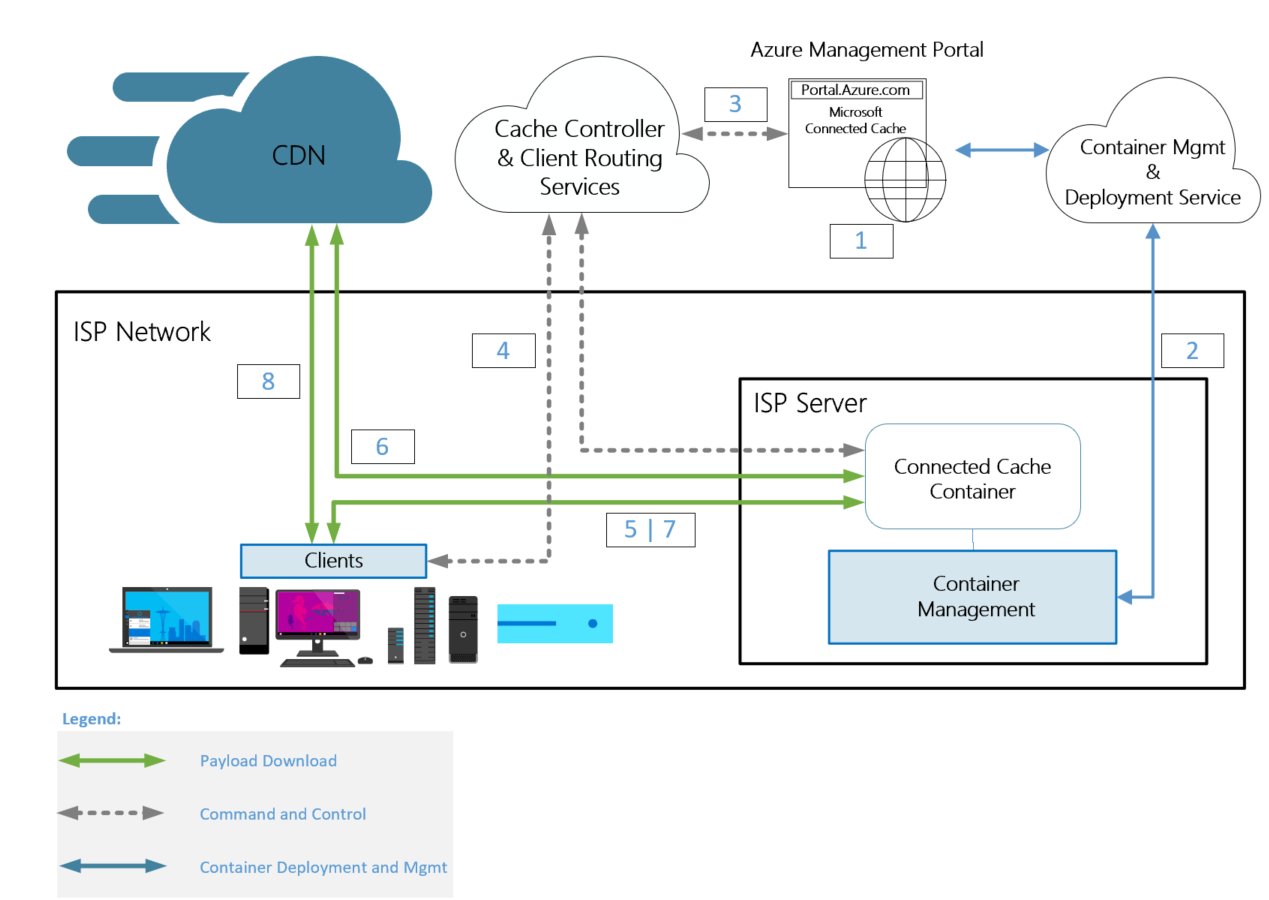 Azure Management Portal
Portal.Azure.com
Microsoft
Connected Cache
CDN
Cache Controller
& Client Routing
Services
3
Container Mgmt
&
Deployment Service
1
ISP Network
4
2
8
ISP Server
6
Connected Cache
Container
5 | 7
Clients
Container
Management
Legend:
Payload Download
Command and Control
Container Deployment and Mgmt